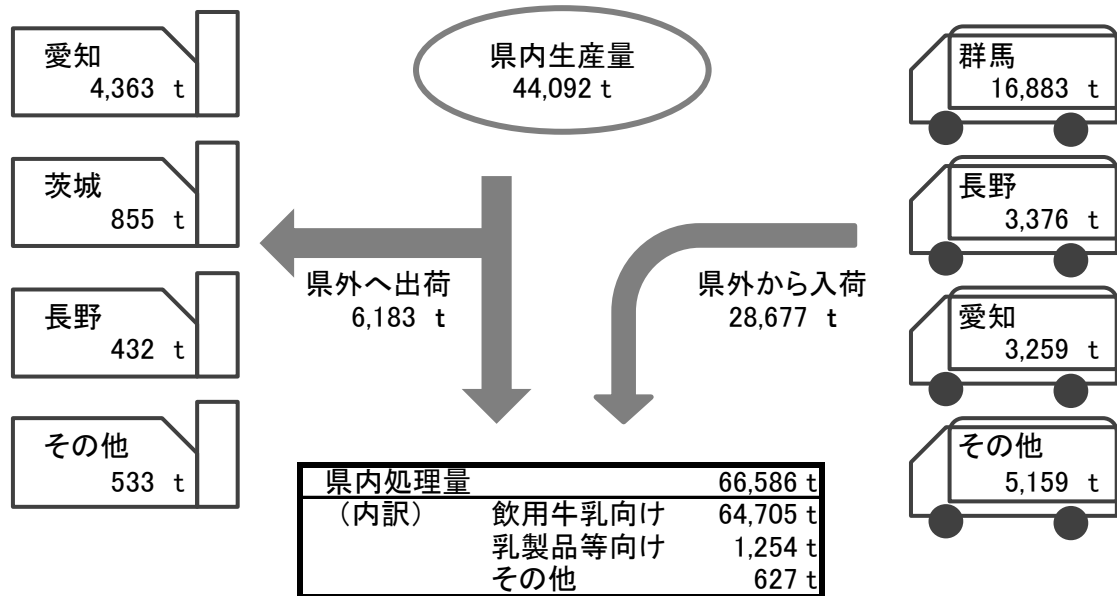 愛知
4,363 t
茨城
855 t
長野
432 t
その他
533 t
県内生産量
44,092 t
県外へ出荷
6,183 t
県外から入荷
28,677 t
群馬
16,883 t
長野
3,376 t
愛知
3,259 t
その他
5,159 t
県内処理量 66,586 t
（内訳） 飲用牛乳向け 64,705 t
乳製品等向け 1,254 t
その他 627 t